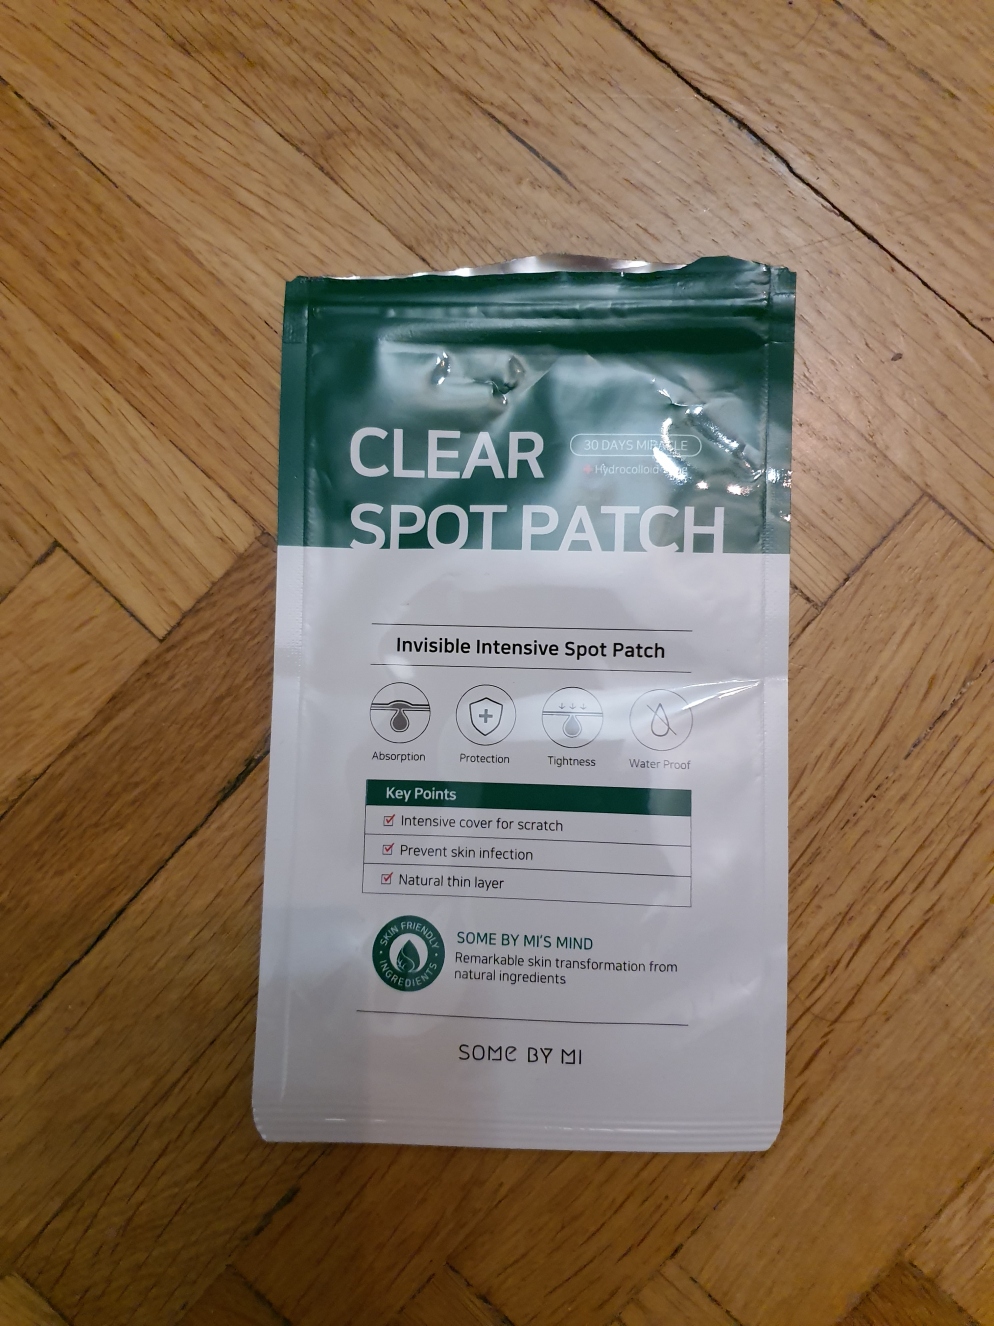 CLEAR
30 DAYS MIRACLE
Hydrocolloid
SPOT PATCH
Invisible Intensive Spot Patch
Absorption
Protection
Tightness
Water Proof
Key Points
Intensive cover for scratch
Prevent skin infection
Natural thin layer
SKIN FRIENDLY
INGREDIENTS
SOME BY MI'S MIND
Remarkable skin transformation from
natural ingredients
SOME BY MI